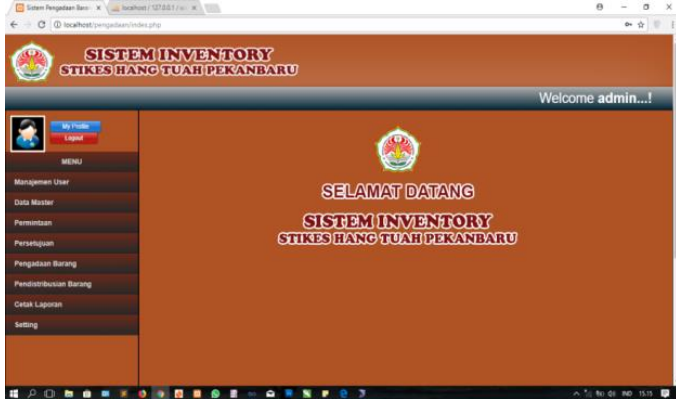 Sistem Pengadaan Baran
localhost / 127.0.0.1 /
localhost/pengadaan/index.php
SISTEM INVENTORY
STIKES HANG TUAH PEKANBARU
Welcome admin...!
My Profile
Logout
MENU
Manajemen User
Data Master
Permintaan
Persetujuan
Pengadaan Barang
Pendistribusian Barang
Cetak Laporan
Setting
SELAMAT DATANG
SISTEM INVENTORY
STIKES HANG TUAH PEKANBARU
IND
15.15